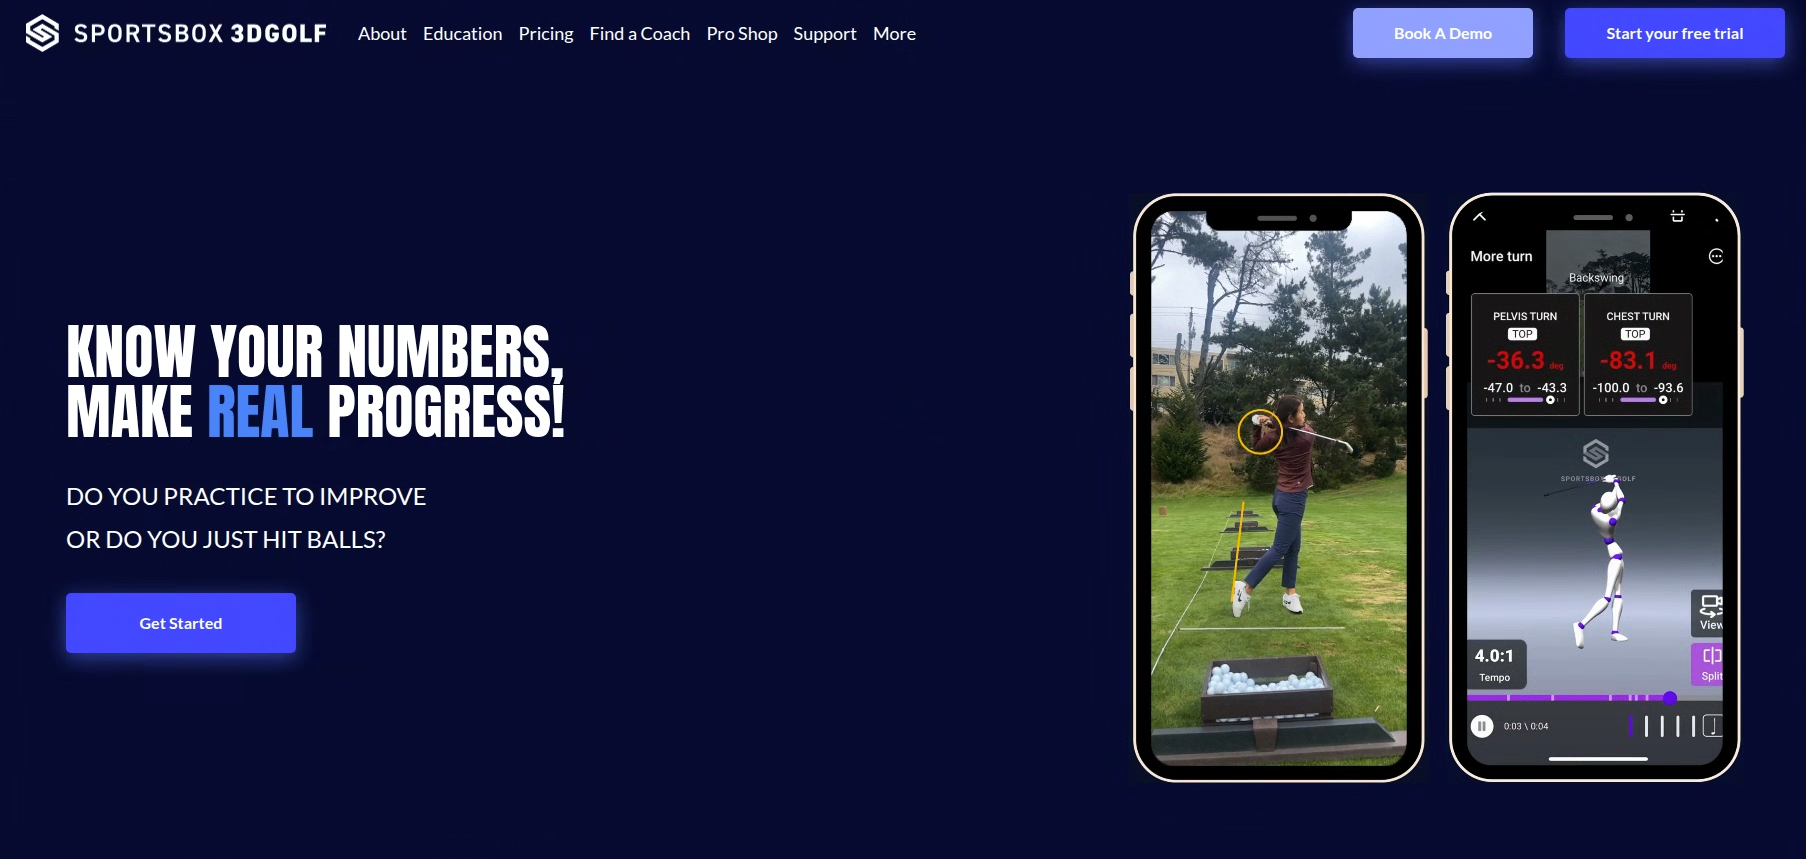 SPORTSBOX 3DGOLF
About Education Pricing Find a Coach Pro Shop Support More
Book A Demo
Start your free trial
KNOW YOUR NUMBERS,
MAKE REAL PROGRESS!
DO YOU PRACTICE TO IMPROVE
OR DO YOU JUST HIT BALLS?
Get Started
More turn
Backswing
PELVIS TURN
TOP
-36.3 deg
-47.0 to -43.3
CHEST TURN
TOP
-83.1 deg
-100.0 to -93.6
View
Split
4.0:1
Tempo
0:03 \ 0:04